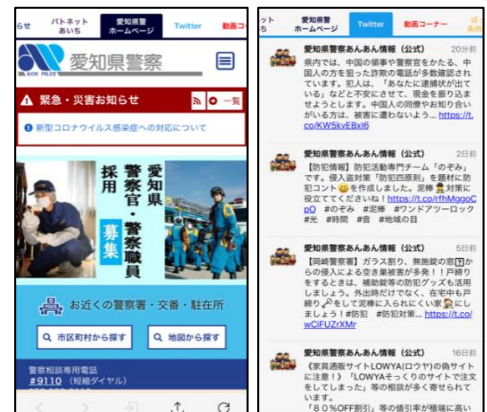 らせ
パトネット
あいち
愛知県警
ホームページ
Twitter
動画コー
AICHI POLICE
愛知県警察
緊急・災害お知らせ
一覧
新型コロナウイルス感染症への対応について
愛知県
警察官・警察職員
採用
募集
お近くの警察署・交番・駐在所
市区町村から探す
地図から探す
警察相談専用電話
#9110（短縮ダイヤル）
ット
ち
愛知県警
ホームページ
Twitter
動画コーナー
愛知県警察あんあん情報（公式） 20分前
県内では、中国の領事や警察官をかたる、中
国人の方を狙った詐欺の電話が多数確認され
ています。犯人は、「あなたに逮捕状が出て
いる」などと不安にさせて、現金を振り込ま
せようとします。中国人の同僚やお知り合い
がいる方は、被害に遭わないよう... https://t.
co/KW5kvEBxI6
愛知県警察あんあん情報（公式） 2日前
【防犯情報】防犯活動専門チーム「のぞみ」
です。侵入盗対策「防犯四原則」を題材に防
犯コント😀を作成しました。泥棒対策に
役立ててくださいね！https://t.co/rfhMggoC
pO #のぞみ #泥棒 #ワンドアツーロック
#光 #時間 #音 #地域の目
愛知県警察あんあん情報（公式） 5日前
【岡崎警察署】ガラス割り、無施錠の窓?か
らの侵入による空き巣被害が多発！！戸締り
をするときは、補助錠等の防犯グッズも活用
しましょう。外出時だけでなく、在宅中も戸
締り🔑をして泥棒に入られにくい家🏠にし
ましょう！#防犯 #防犯対策... https://t.co/
wCiFUZrXMr
愛知県警察あんあん情報（公式） 16日前
《家具通販サイトLOWYA(ロウヤ)の偽サイト
に注意！》「LOWYAそっくりのサイトで注文
をしてしまった」等の相談が多く寄せられて
います。
「８０%OFF割引」等の値引率が極端に高い